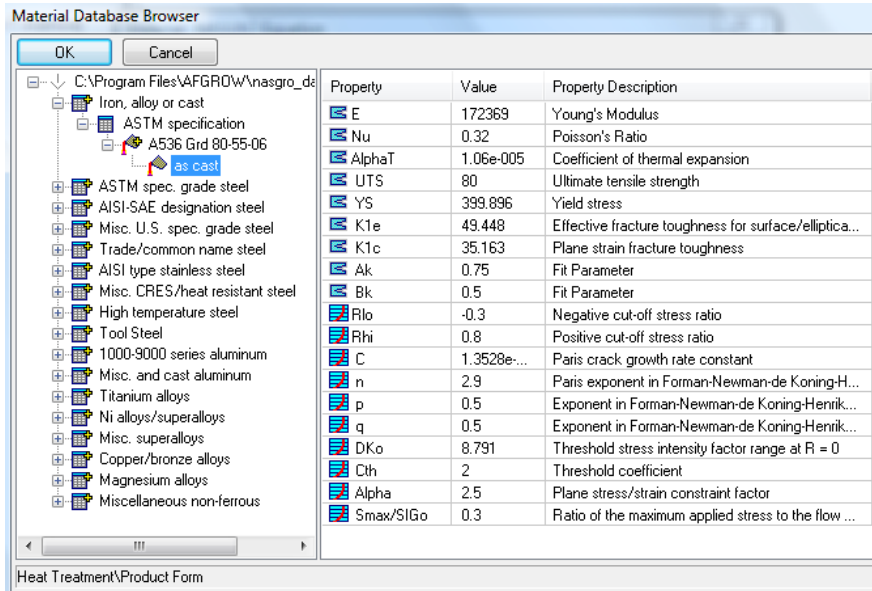 Material Database Browser
OK Cancel
C:\Program Files\AFGROW\nasgro_da
Iron, alloy or cast
ASTM specification
A536 Grd 80-55-06
as cast
ASTM spec. grade steel
AISI-SAE designation steel
Misc. U.S. spec. grade steel
Trade/common name steel
AISI type stainless steel
Misc. CRES/heat resistant steel
High temperature steel
Tool Steel
1000-9000 series aluminum
Misc. and cast aluminum
Titanium alloys
Ni alloys/superalloys
Misc. superalloys
Copper/bronze alloys
Magnesium alloys
Miscellaneous non-ferrous
Property Value Property Description
E 172369 Young's Modulus
Nu 0.32 Poisson's Ratio
AlphaT 1.06e-005 Coefficient of thermal expansion
UTS 80 Ultimate tensile strength
YS 399.896 Yield stress
K1e 49.448 Effective fracture toughness for surface/elliptica...
K1c 35.163 Plane strain fracture toughness
Ak 0.75 Fit Parameter
Bk 0.5 Fit Parameter
Rlo -0.3 Negative cut-off stress ratio
Rhi 0.8 Positive cut-off stress ratio
C 1.3528e-... Paris crack growth rate constant
n 2.9 Paris exponent in Forman-Newman-de Koning-H...
p 0.5 Exponent in Forman-Newman-de Koning-Henrik...
q 0.5 Exponent in Forman-Newman-de Koning-Henrik...
DKo 8.791 Threshold stress intensity factor range at R = 0
Cth 2 Threshold coefficient
Alpha 2.5 Plane stress/strain constraint factor
Smax/SIGo 0.3 Ratio of the maximum applied stress to the flow ...
Heat Treatment\Product Form